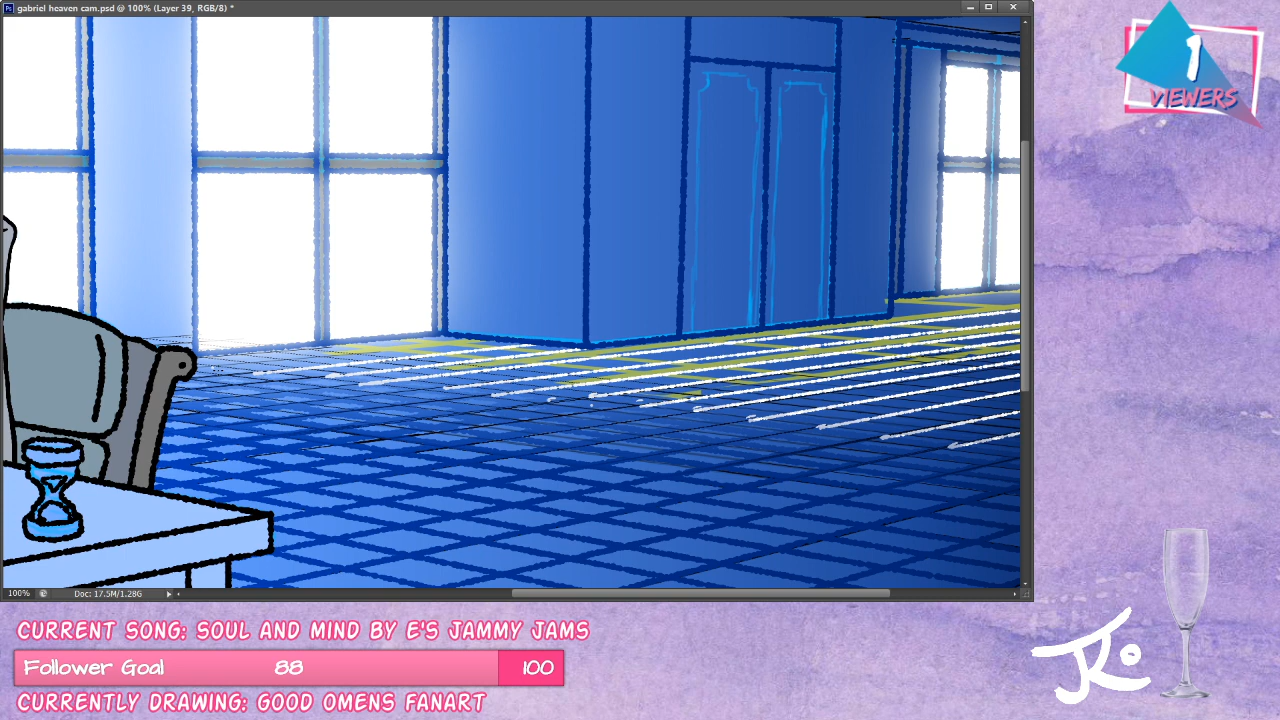 gabriel heaven cam.psd @ 100% (Layer 39, RGB/8) *
1
VIEWERS
100%
Doc: 17.5M/1.28G
CURRENT SONG: SOUL AND MIND BY E'S JAMMY JAMS
Follower Goal 88 100
CURRENTLY DRAWING: GOOD OMENS FANART